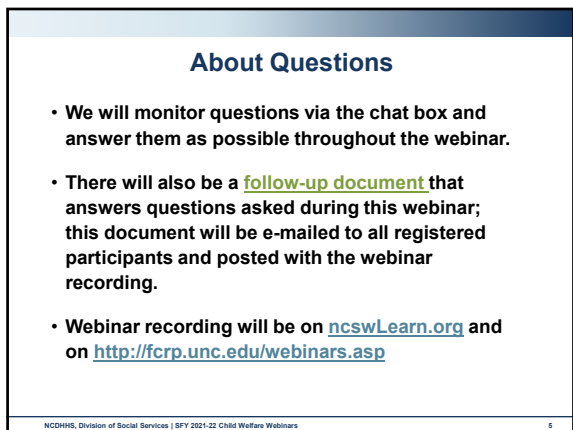 About Questions
• We will monitor questions via the chat box and
answer them as possible throughout the webinar.
• There will also be a follow-up document that
answers questions asked during this webinar;
this document will be e-mailed to all registered
participants and posted with the webinar
recording.
• Webinar recording will be on ncswLearn.org and
on http://fcrp.unc.edu/webinars.asp
NCDHHS, Division of Social Services | SFY 2021-22 Child Welfare Webinars 5